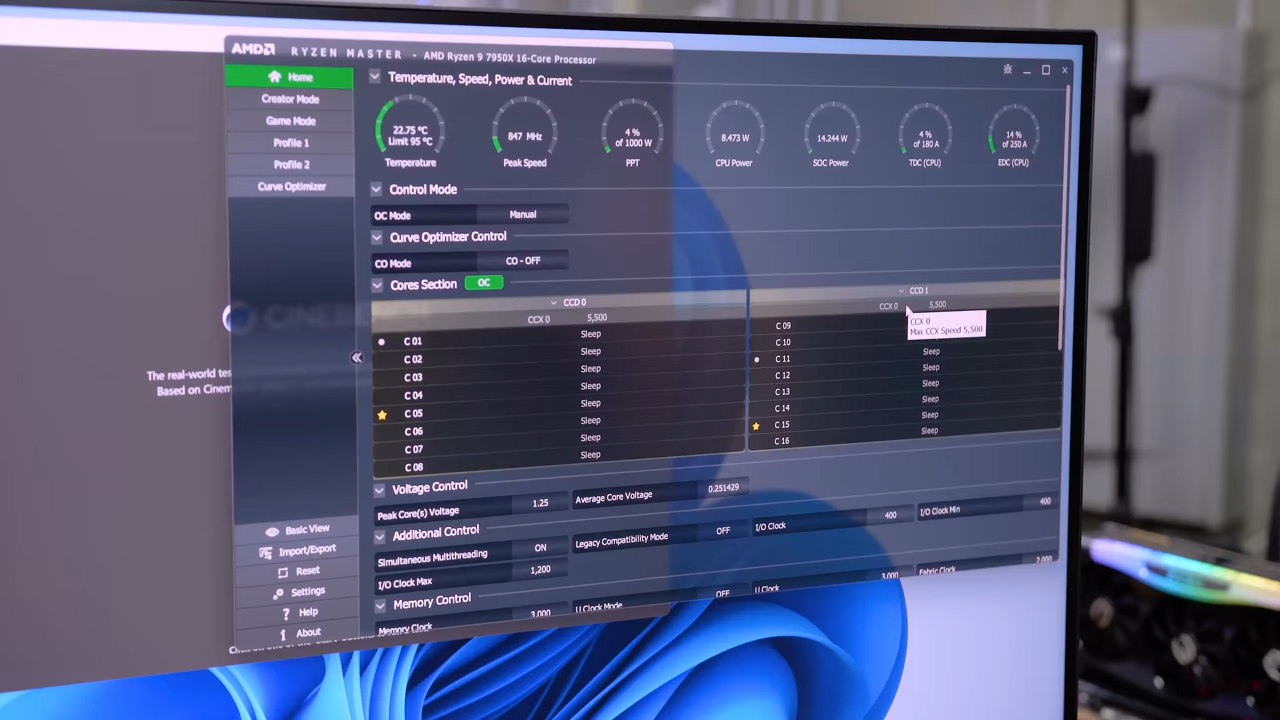 AMD RYZEN MASTER - AMD Ryzen 9 7950X 16-Core Processor
Home
Creator Mode
Game Mode
Profile 1
Profile 2
Curve Optimizer
Basic View
Import/Export
Reset
Settings
Help
About
Temperature, Speed, Power & Current
22.75 °C
Limit 95 °C
Temperature
847 MHz
Peak Speed
4 %
of 1000 W
PPT
8.473 W
CPU Power
14.244 W
SOC Power
4 %
of 180 A
TDC (CPU)
14 %
of 250 A
EDC (CPU)
Control Mode
OC Mode Manual
Curve Optimizer Control
CO Mode CO - OFF
Cores Section OC
CCD 0
CCX 0 5,500
C 01 Sleep
C 02 Sleep
C 03 Sleep
C 04 Sleep
C 05 Sleep
C 06 Sleep
C 07 Sleep
C 08 Sleep
CCD 1
CCX 0 5,500
CCX 0
Max CCX Speed 5,500
C 09
C 10
C 11 Sleep
C 12 Sleep
C 13 Sleep
C 14 Sleep
C 15 Sleep
C 16 Sleep
Voltage Control
Peak Core(s) Voltage 1.25 Average Core Voltage 0.251429
Additional Control
Simultaneous Multithreading ON Legacy Compatibility Mode OFF I/O Clock 400 I/O Clock Min 400
I/O Clock Max 1,200
Memory Control
Memory Clock 3,000 U Clock Mode OFF U Clock 3,000 Fabric Clock 2,000
The real-world tes
Based on Cinem